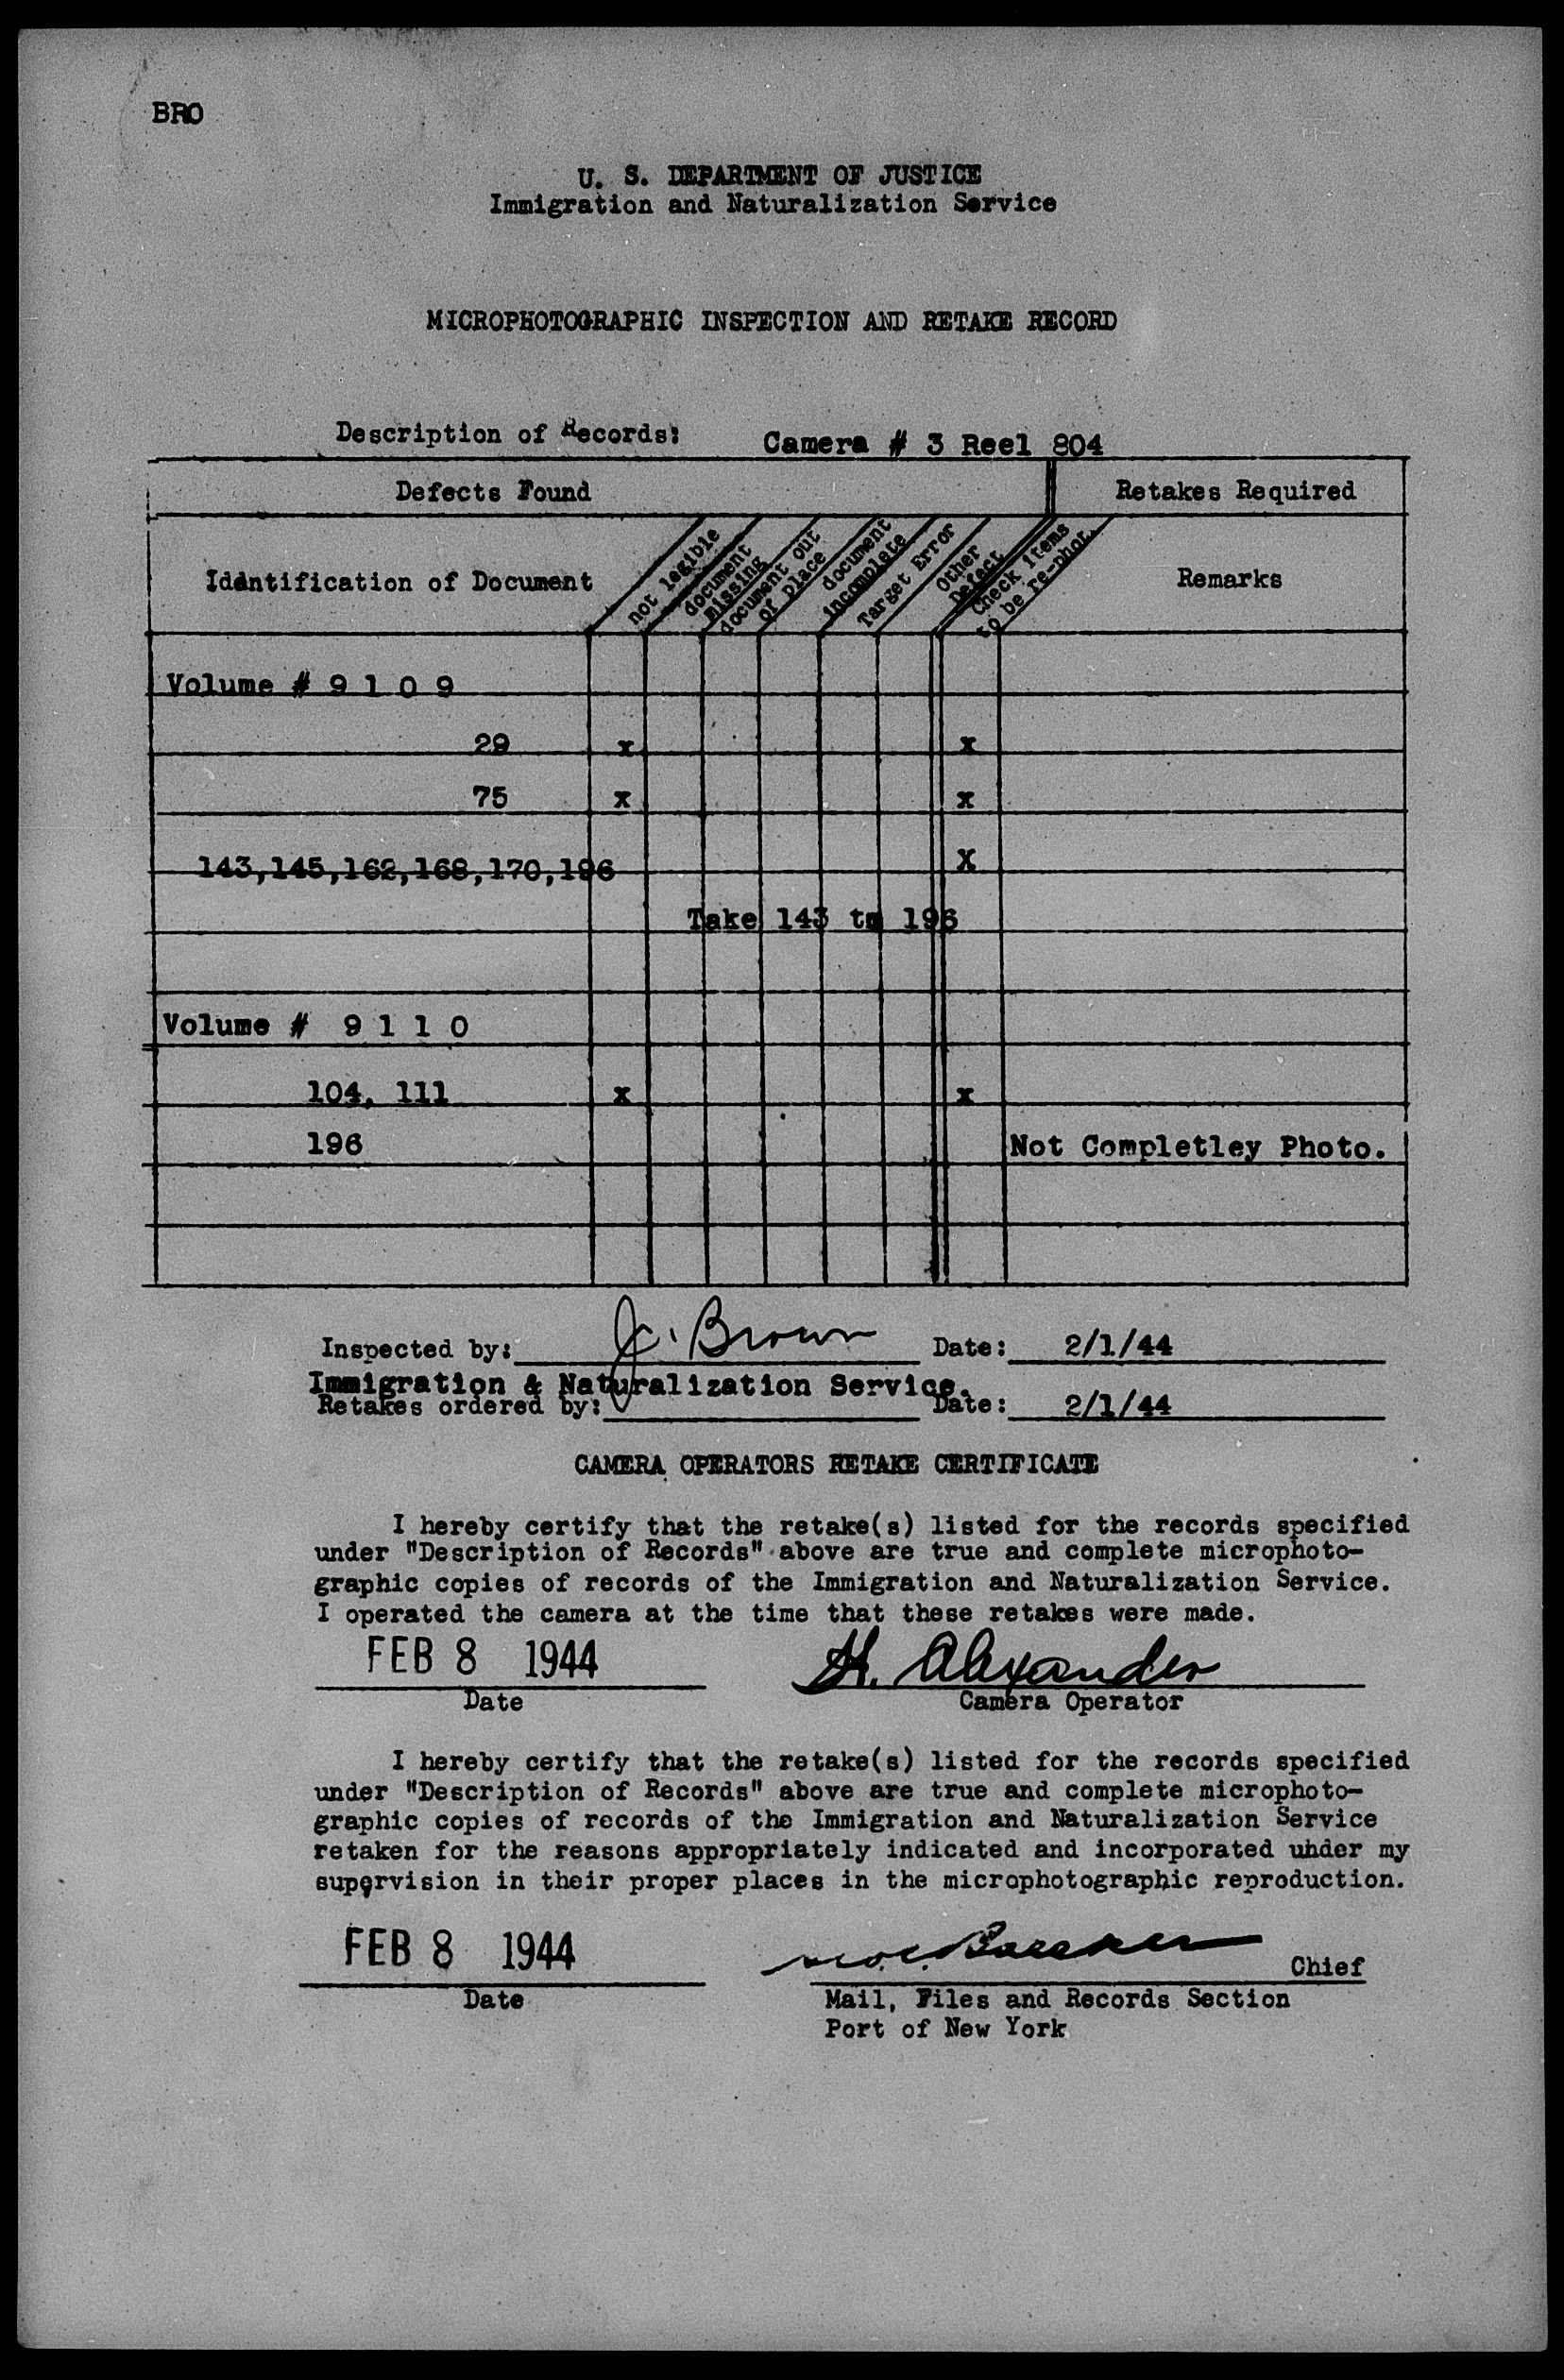 BRO
U. S. DEPARTMENT OF JUSTICE
Immigration and Naturalization Service
MICROPHOTOGRAPHIC INSPECTION AND RETAKE RECORD
Description of Records: Camera # 3 Reel 804
Defects Found Retakes Required
Identification of Document not legible document missing document out of place document incomplete Target Error Other Defect Check items to be re-phot. Remarks
Volume # 9 1 0 9
29 x x
75 x x
143,145,162,168,170,196 X
Take 143 to 196
Volume # 9 1 1 0
104, 111 x x
196 Not Completley Photo.
Inspected by: J. Brown Date: 2/1/44
Immigration & Naturalization Service.
Retakes ordered by: Date: 2/1/44
CAMERA OPERATORS RETAKE CERTIFICATE
I hereby certify that the retake(s) listed for the records specified
under "Description of Records" above are true and complete microphoto-
graphic copies of records of the Immigration and Naturalization Service.
I operated the camera at the time that these retakes were made.
FEB 8 1944 H. Alexander
Date Camera Operator
I hereby certify that the retake(s) listed for the records specified
under "Description of Records" above are true and complete microphoto-
graphic copies of records of the Immigration and Naturalization Service
retaken for the reasons appropriately indicated and incorporated under my
supervision in their proper places in the microphotographic reproduction.
FEB 8 1944 Chief
Date Mail, Files and Records Section
Port of New York